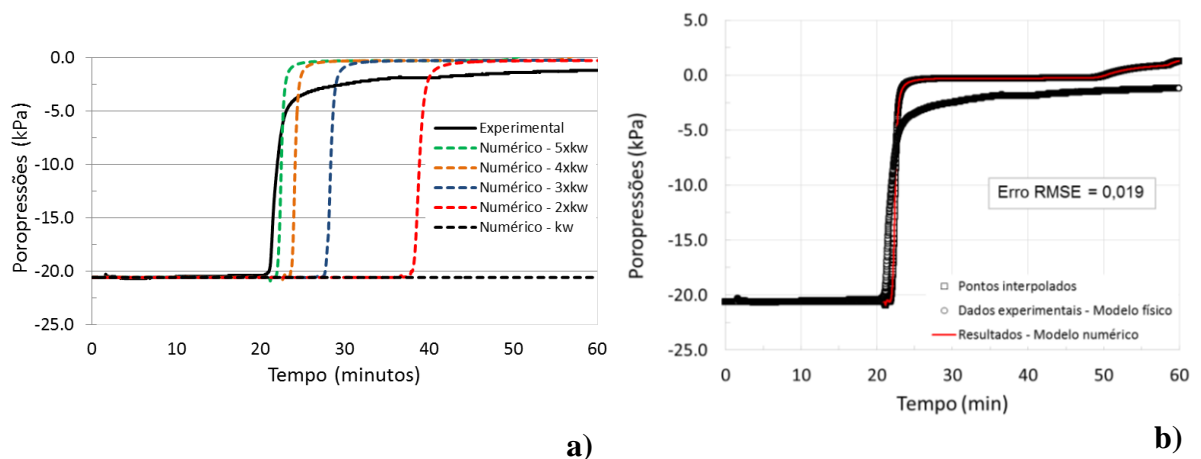 0.0
-5.0
-10.0
-15.0
-20.0
-25.0
Poropressões (kPa)
0
10
20
30
40
50
60
Tempo (minutos)
Experimental
Numérico - 5xkw
Numérico - 4xkw
Numérico - 3xkw
Numérico - 2xkw
Numérico - kw
a)
5.0
0.0
-5.0
-10.0
-15.0
-20.0
-25.0
Poropressões (kPa)
0
10
20
30
40
50
60
Tempo (min)
Erro RMSE = 0,019
Pontos interpolados
Dados experimentais - Modelo físico
Resultados - Modelo numérico
b)